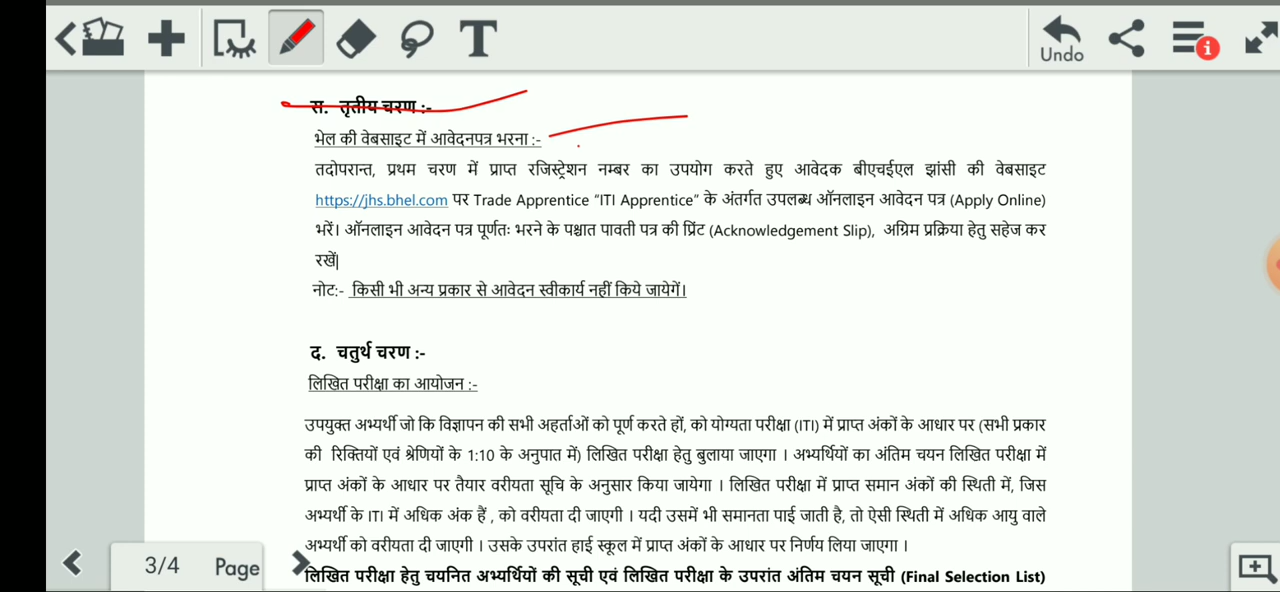 T
Undo
i
स. तृतीय चरण :-
भेल की वेबसाइट में आवेदनपत्र भरना :-
तदोपरान्त, प्रथम चरण में प्राप्त रजिस्ट्रेशन नम्बर का उपयोग करते हुए आवेदक बीएचईएल झांसी की वेबसाइट
https://jhs.bhel.com पर Trade Apprentice “ITI Apprentice” के अंतर्गत उपलब्ध ऑनलाइन आवेदन पत्र (Apply Online)
भरें। ऑनलाइन आवेदन पत्र पूर्णतः भरने के पश्चात पावती पत्र की प्रिंट (Acknowledgement Slip), अग्रिम प्रक्रिया हेतु सहेज कर
रखें|
नोट:- किसी भी अन्य प्रकार से आवेदन स्वीकार्य नहीं किये जायेगें।
द. चतुर्थ चरण :-
लिखित परीक्षा का आयोजन :-
उपयुक्त अभ्यर्थी जो कि विज्ञापन की सभी अहर्ताओं को पूर्ण करते हों, को योग्यता परीक्षा (ITI) में प्राप्त अंकों के आधार पर (सभी प्रकार
की रिक्तियों एवं श्रेणियों के 1:10 के अनुपात में) लिखित परीक्षा हेतु बुलाया जाएगा । अभ्यर्थियों का अंतिम चयन लिखित परीक्षा में
प्राप्त अंकों के आधार पर तैयार वरीयता सूचि के अनुसार किया जायेगा । लिखित परीक्षा में प्राप्त समान अंकों की स्थिती में, जिस
अभ्यर्थी के ITI में अधिक अंक हैं , को वरीयता दी जाएगी । यदी उसमें भी समानता पाई जाती है, तो ऐसी स्थिती में अधिक आयु वाले
अभ्यर्थी को वरीयता दी जाएगी । उसके उपरांत हाई स्कूल में प्राप्त अंकों के आधार पर निर्णय लिया जाएगा ।
लिखित परीक्षा हेतु चयनित अभ्यर्थियों की सूची एवं लिखित परीक्षा के उपरांत अंतिम चयन सूची (Final Selection List)
3/4 Page